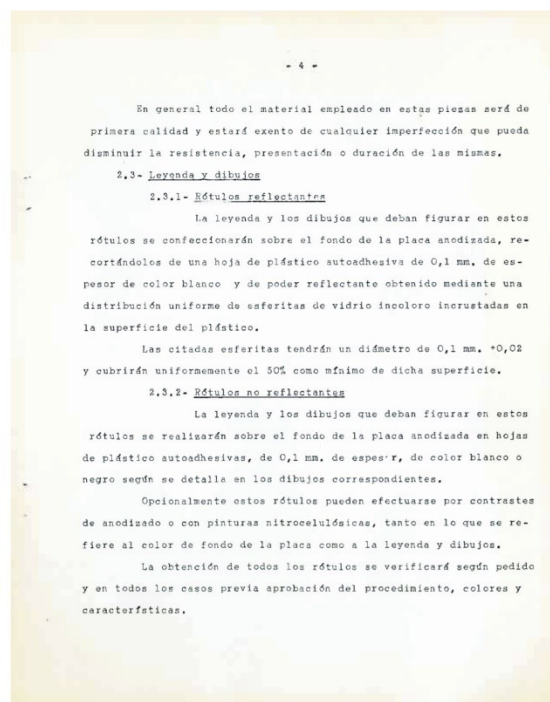 - 4 -
En general todo el material empleado en estas piezas será de
primera calidad y estará exento de cualquier imperfección que pueda
disminuir la resistencia, presentación o duración de las mismas.
2.3- Leyenda y dibujos
2.3.1- Rótulos reflectantes
La leyenda y los dibujos que deban figurar en estos
rótulos se confeccionarán sobre el fondo de la placa anodizada, re-
cortándolos de una hoja de plástico autoadhesiva de 0,1 mm. de es-
pesor de color blanco y de poder reflectante obtenido mediante una
distribución uniforme de esferitas de vidrio incoloro incrustadas en
la superficie del plástico.
Las citadas esferitas tendrán un diámetro de 0,1 mm. +0,02
y cubrirán uniformemente el 50% como mínimo de dicha superficie.
2.3.2- Rótulos no reflectantes
La leyenda y los dibujos que deban figurar en estos
rótulos se realizarán sobre el fondo de la placa anodizada en hojas
de plástico autoadhesivas, de 0,1 mm. de espes r, de color blanco o
negro según se detalla en los dibujos correspondientes.
Opcionalmente estos rótulos pueden efectuarse por contrastes
de anodizado o con pinturas nitrocelulósicas, tanto en lo que se re-
fiere al color de fondo de la placa como a la leyenda y dibujos.
La obtención de todos los rótulos se verificará según pedido
y en todos los casos previa aprobación del procedimiento, colores y
características.